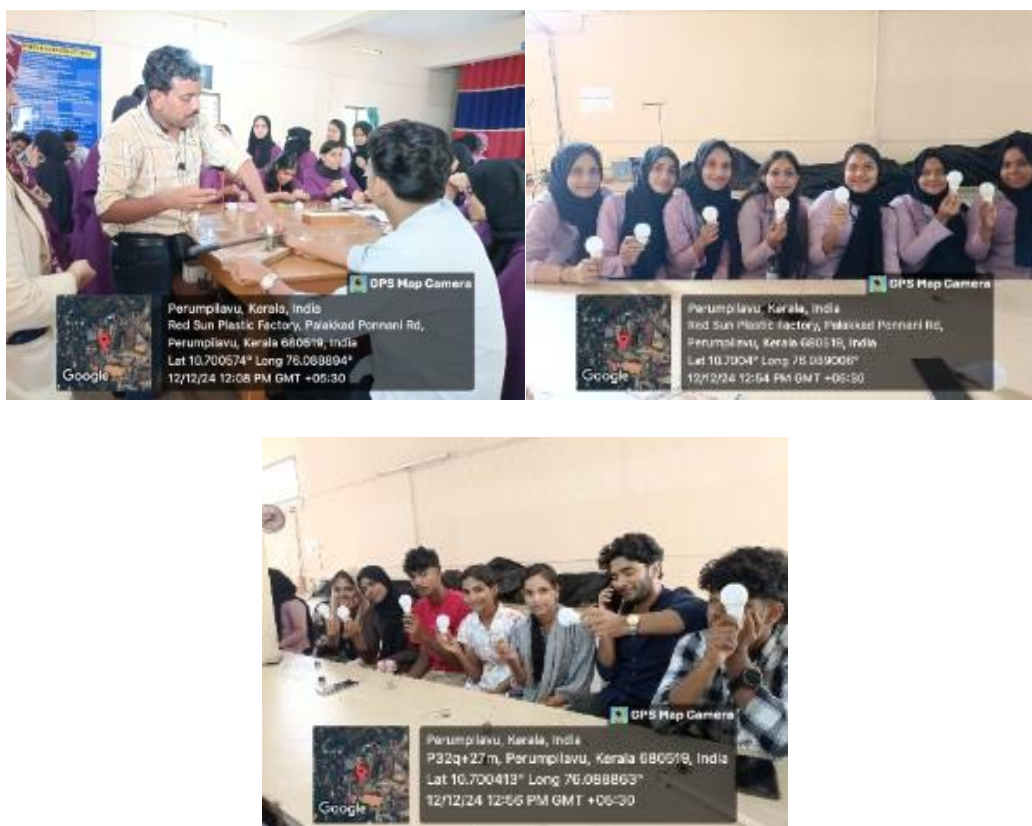 GPS Map Camera
Perumpilavu, Kerala, India
Red Sun Plastic Factory, Palakkad Ponnani Rd,
Perumpilavu, Kerala 680519, India
Lat 10.700574° Long 76.088894°
12/12/24 12:08 PM GMT +05:30
Google
GPS Map Camera
Perumpilavu, Kerala, India
Red Sun Plastic Factory, Palakkad Ponnani Rd,
Perumpilavu, Kerala 680519, India
Lat 10.7004° Long 76.089006°
12/12/24 12:54 PM GMT +05:30
Google
GPS Map Camera
Perumpilavu, Kerala, India
P32q+27m, Perumpilavu, Kerala 680519, India
Lat 10.700413° Long 76.088863°
12/12/24 12:56 PM GMT +05:30
Google